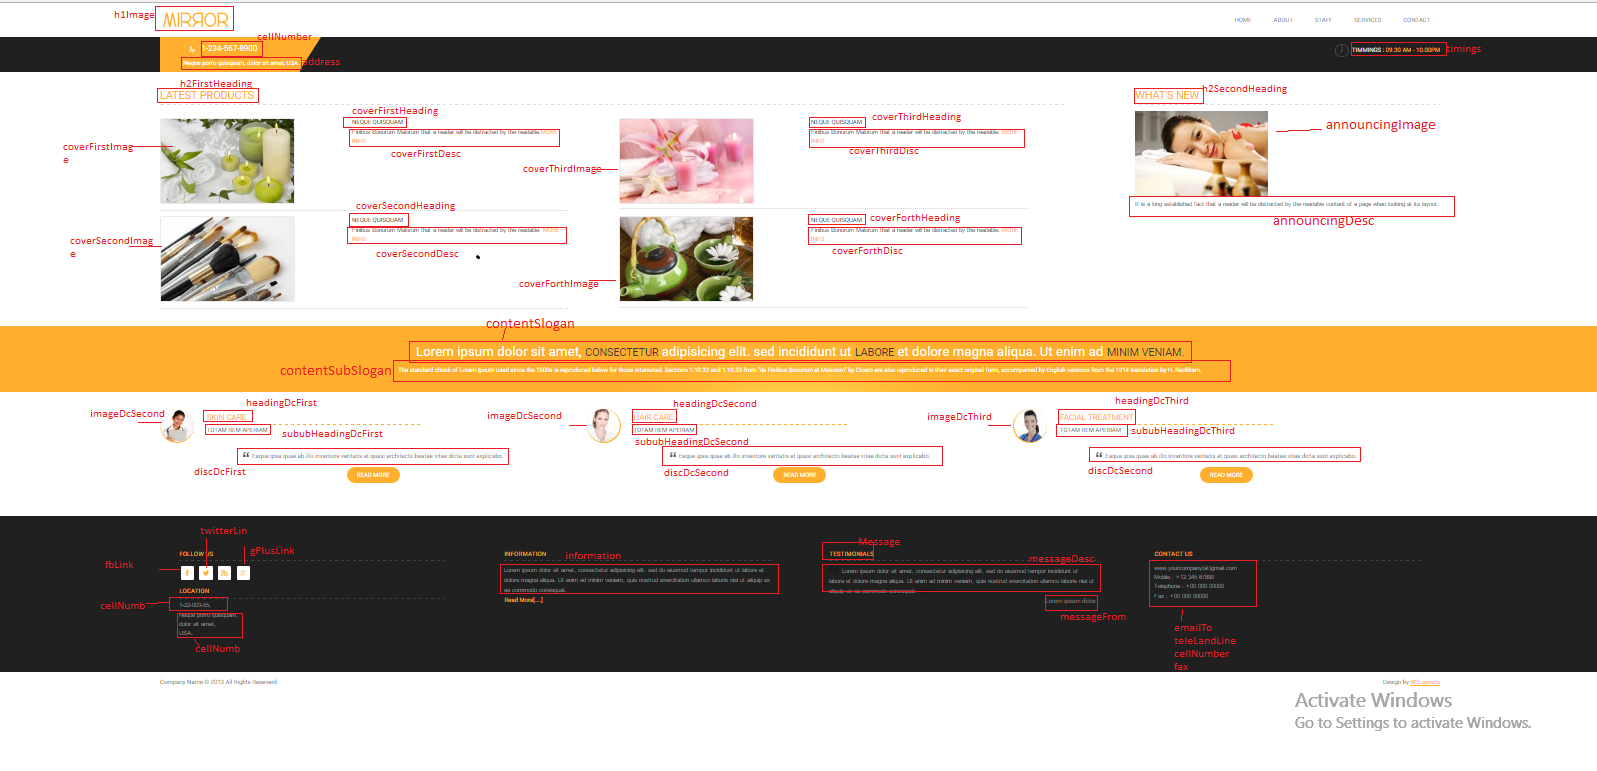 h1Image
MIRROR
HOME ABOUT STAFF SERVICES CONTACT
cellNumber
1-234-567-8900
TIMMINGS : 09.30 AM - 10.00PM
timings
Neque porro quisquam, dolor sit amet, USA.
address
h2FirstHeading
LATEST PRODUCTS
h2SecondHeading
WHAT'S NEW
coverFirstHeading
NEQUE QUISQUAM
Finibus Bonorum Malorum that a reader will be distracted by the readable. MORE
INFO
coverFirstDesc
coverFirstImag
e
coverThirdHeading
NEQUE QUISQUAM
Finibus Bonorum Malorum that a reader will be distracted by the readable. MORE
INFO
coverThirdDisc
coverThirdImage
announcingImage
It is a long established fact that a reader will be distracted by the readable content of a page when looking at its layout.
announcingDesc
coverSecondHeading
NEQUE QUISQUAM
Finibus Bonorum Malorum that a reader will be distracted by the readable. MORE
INFO
coverSecondDesc
coverSecondImag
e
coverForthHeading
NEQUE QUISQUAM
Finibus Bonorum Malorum that a reader will be distracted by the readable. MORE
INFO
coverForthDisc
coverForthImage
contentSlogan
Lorem ipsum dolor sit amet, CONSECTETUR adipisicing elit. sed incididunt ut LABORE et dolore magna aliqua. Ut enim ad MINIM VENIAM.
contentSubSlogan
The standard chunk of Lorem Ipsum used since the 1500s is reproduced below for those interested. Sections 1.10.32 and 1.10.33 from "de Finibus Bonorum et Malorum" by Cicero are also reproduced in their exact original form, accompanied by English versions from the 1914 translation by H. Rackham.
imageDcSecond
headingDcFirst
SKIN CARE
TOTAM REM APERIAM
sububHeadingDcFirst
“ Eaque ipsa quae ab illo inventore veritatis et quasi architecto beatae vitae dicta sunt explicabo.
discDcFirst
READ MORE
imageDcSecond
headingDcSecond
HAIR CARE
TOTAM REM APERIAM
sububHeadingDcSecond
“ Eaque ipsa quae ab illo inventore veritatis et quasi architecto beatae vitae dicta sunt explicabo.
discDcSecond
READ MORE
imageDcThird
headingDcThird
FACIAL TREATMENT
TOTAM REM APERIAM
sububHeadingDcThird
“ Eaque ipsa quae ab illo inventore veritatis et quasi architecto beatae vitae dicta sunt explicabo.
discDcSecond
READ MORE
twitterLin
FOLLOW US
gPlusLink
fbLink
LOCATION
cellNumb
1-22-003-55,
Neque porro quisquam,
dolor sit amet,
USA.
cellNumb
INFORMATION
information
Lorem ipsum dolor sit amet, consectetur adipisicing elit, sed do eiusmod tempor incididunt ut labore et
dolore magna aliqua. Ut enim ad minim veniam, quis nostrud exercitation ullamco laboris nisi ut aliquip ex
ea commodo consequat.
Read More[...]
Message
TESTIMONIALS
messageDesc
Lorem ipsum dolor sit amet, consectetur adipisicing elit, sed do eiusmod tempor incididunt ut
labore et dolore magna aliqua. Ut enim ad minim veniam, quis nostrud exercitation ullamco laboris nisi ut
aliquip ex ea commodo consequat.
Lorem ipsum dolor
messageFrom
CONTACT US
www.yourcompany(at)gmail.com
Mobile : +12 345 67890
Telephone : +00 000 00000
Fax : +00 000 00000
emailTo
teleLandLine
cellNumber
fax
Company Name © 2013 All Rights Reserverd
Design by W3Layouts
Activate Windows
Go to Settings to activate Windows.